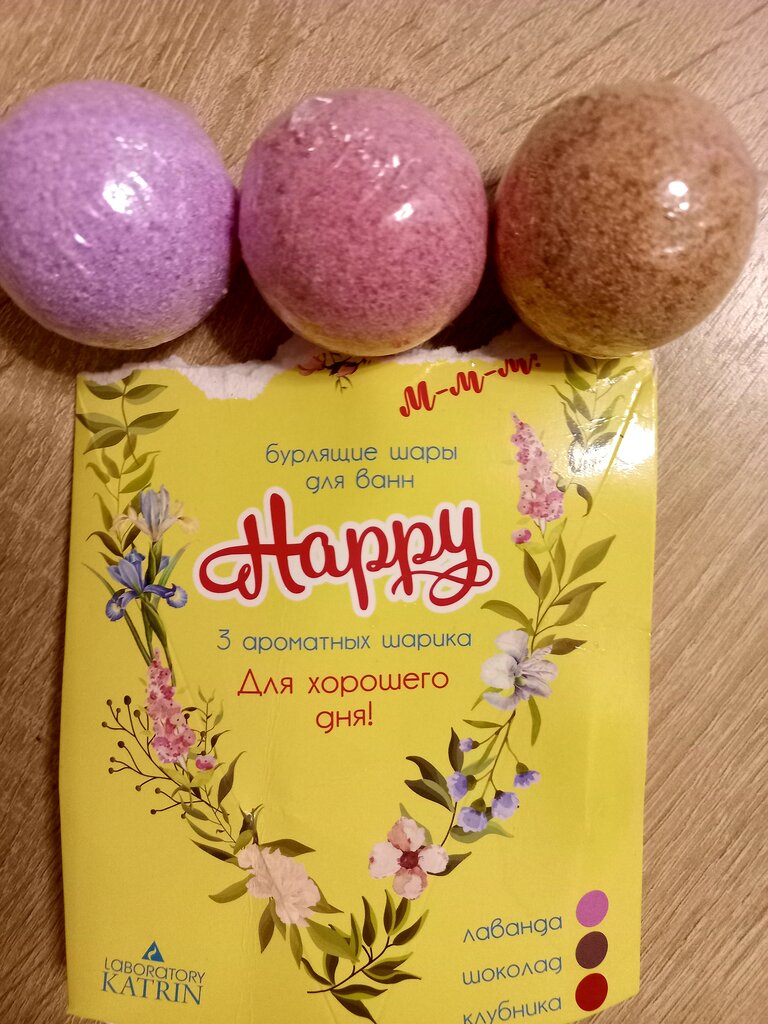 М-м-м!
бурлящие шары
для ванн
Happy
3 ароматных шарика
Для хорошего
дня!
лаванда
шоколад
клубника
LABORATORY
KATRIN